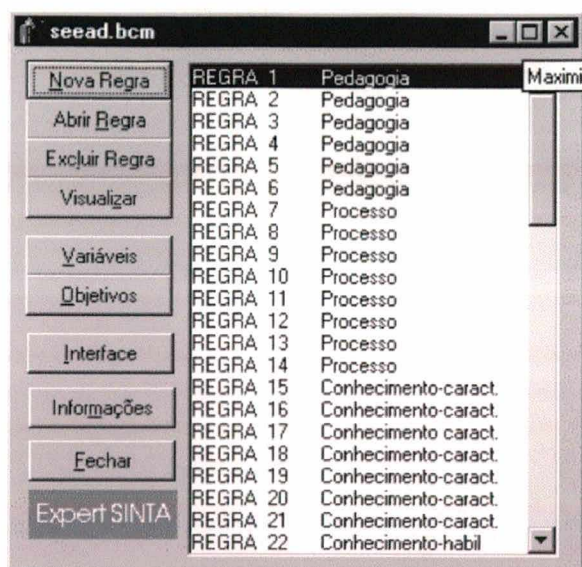 seead.bcm
Nova Regra
Abrir Regra
Excluir Regra
Visualizar
Variáveis
Objetivos
Interface
Informações
Fechar
Expert SINTA
REGRA 1 Pedagogia
REGRA 2 Pedagogia
REGRA 3 Pedagogia
REGRA 4 Pedagogia
REGRA 5 Pedagogia
REGRA 6 Pedagogia
REGRA 7 Processo
REGRA 8 Processo
REGRA 9 Processo
REGRA 10 Processo
REGRA 11 Processo
REGRA 12 Processo
REGRA 13 Processo
REGRA 14 Processo
REGRA 15 Conhecimento-caract.
REGRA 16 Conhecimento-caract.
REGRA 17 Conhecimento caract.
REGRA 18 Conhecimento-caract.
REGRA 19 Conhecimento-caract.
REGRA 20 Conhecimento-caract.
REGRA 21 Conhecimento-caract.
REGRA 22 Conhecimento-habil
Maximi